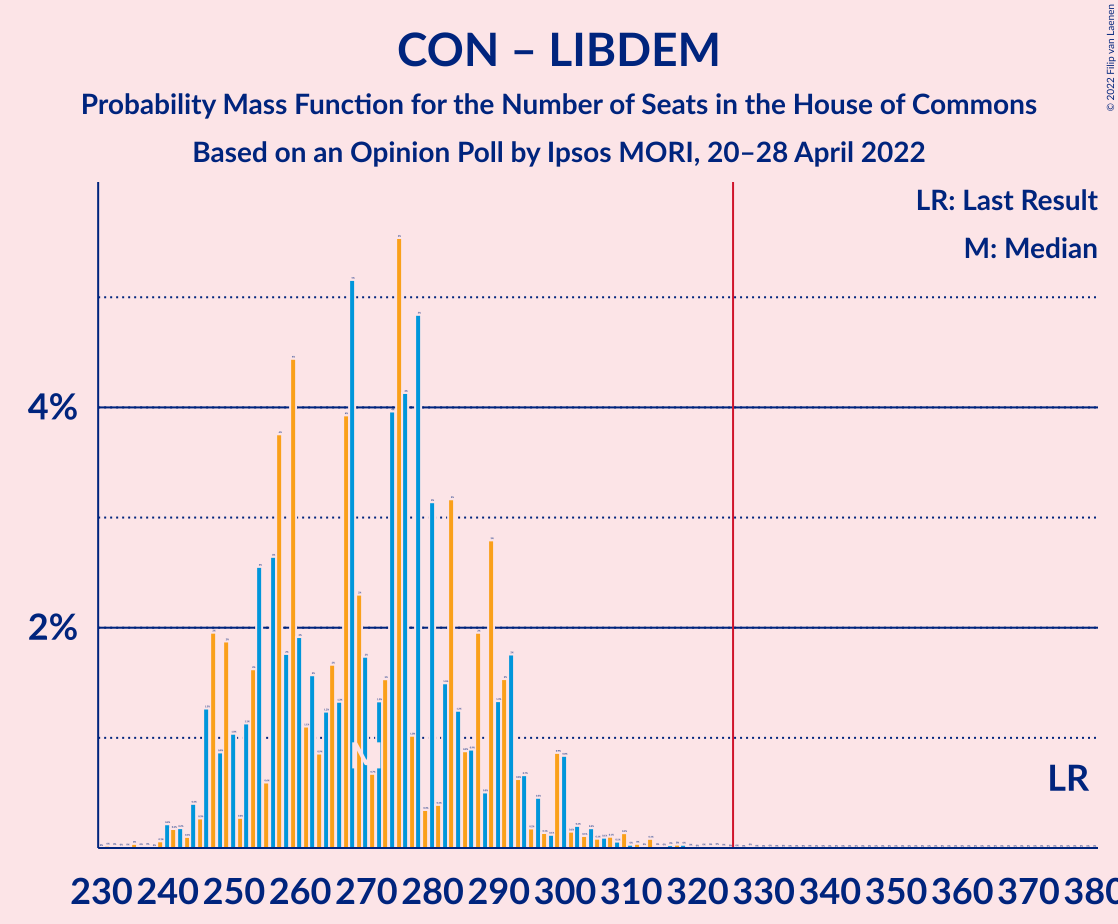 CON – LIBDEM
Probability Mass Function for the Number of Seats in the House of Commons
Based on an Opinion Poll by Ipsos MORI, 20–28 April 2022
© 2022 Filip van Laenen
LR: Last Result
M: Median
4%
2%
M
LR
230 240 250 260 270 280 290 300 310 320 330 340 350 360 370 380